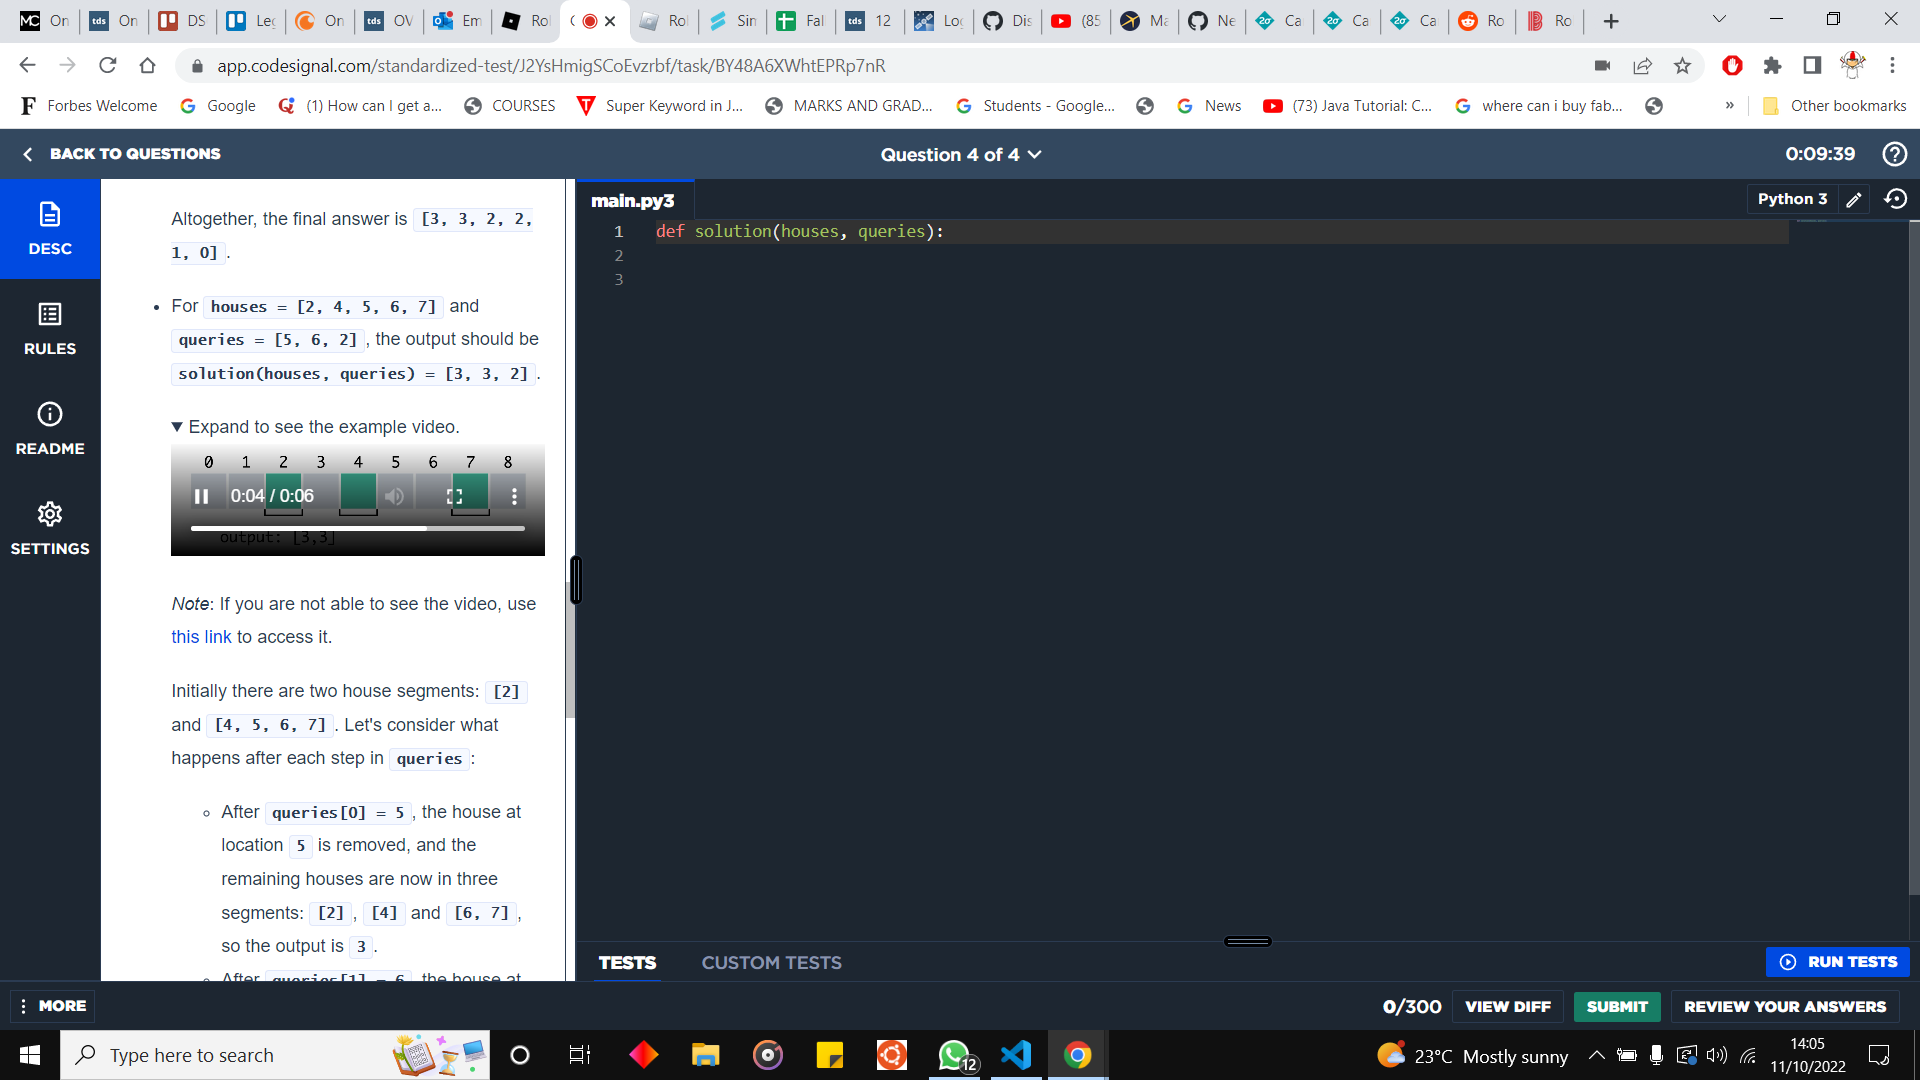 On
On
DS
Leg
On
OV
Em
Rol
Rol
Sin
Fal
12
Log
Dis
(85
Ma
Ne
Ca
Ca
Ca
Ro
Ro
app.codesignal.com/standardized-test/J2YsHmigSCoEvzrbf/task/BY48A6XWhtEPRp7nR
Forbes Welcome
Google
(1) How can I get a...
COURSES
Super Keyword in J...
MARKS AND GRAD...
Students - Google...
News
(73) Java Tutorial: C...
where can i buy fab...
»
Other bookmarks
BACK TO QUESTIONS
Question 4 of 4
0:09:39
DESC
RULES
README
SETTINGS
Altogether, the final answer is [3, 3, 2, 2,
1, 0].
• For houses = [2, 4, 5, 6, 7] and
queries = [5, 6, 2], the output should be
solution(houses, queries) = [3, 3, 2].
▼ Expand to see the example video.
0 1 2 3 4 5 6 7 8
0:04 / 0:06
output: [3,3]
Note: If you are not able to see the video, use
this link to access it.
Initially there are two house segments: [2]
and [4, 5, 6, 7]. Let's consider what
happens after each step in queries:
After queries[0] = 5, the house at
location 5 is removed, and the
remaining houses are now in three
segments: [2], [4] and [6, 7],
so the output is 3.
After queries[1] = 6, the house at
main.py3
Python 3
1 def solution(houses, queries):
2
3
TESTS
CUSTOM TESTS
RUN TESTS
MORE
0/300
VIEW DIFF
SUBMIT
REVIEW YOUR ANSWERS
Type here to search
12
23°C Mostly sunny
14:05
11/10/2022